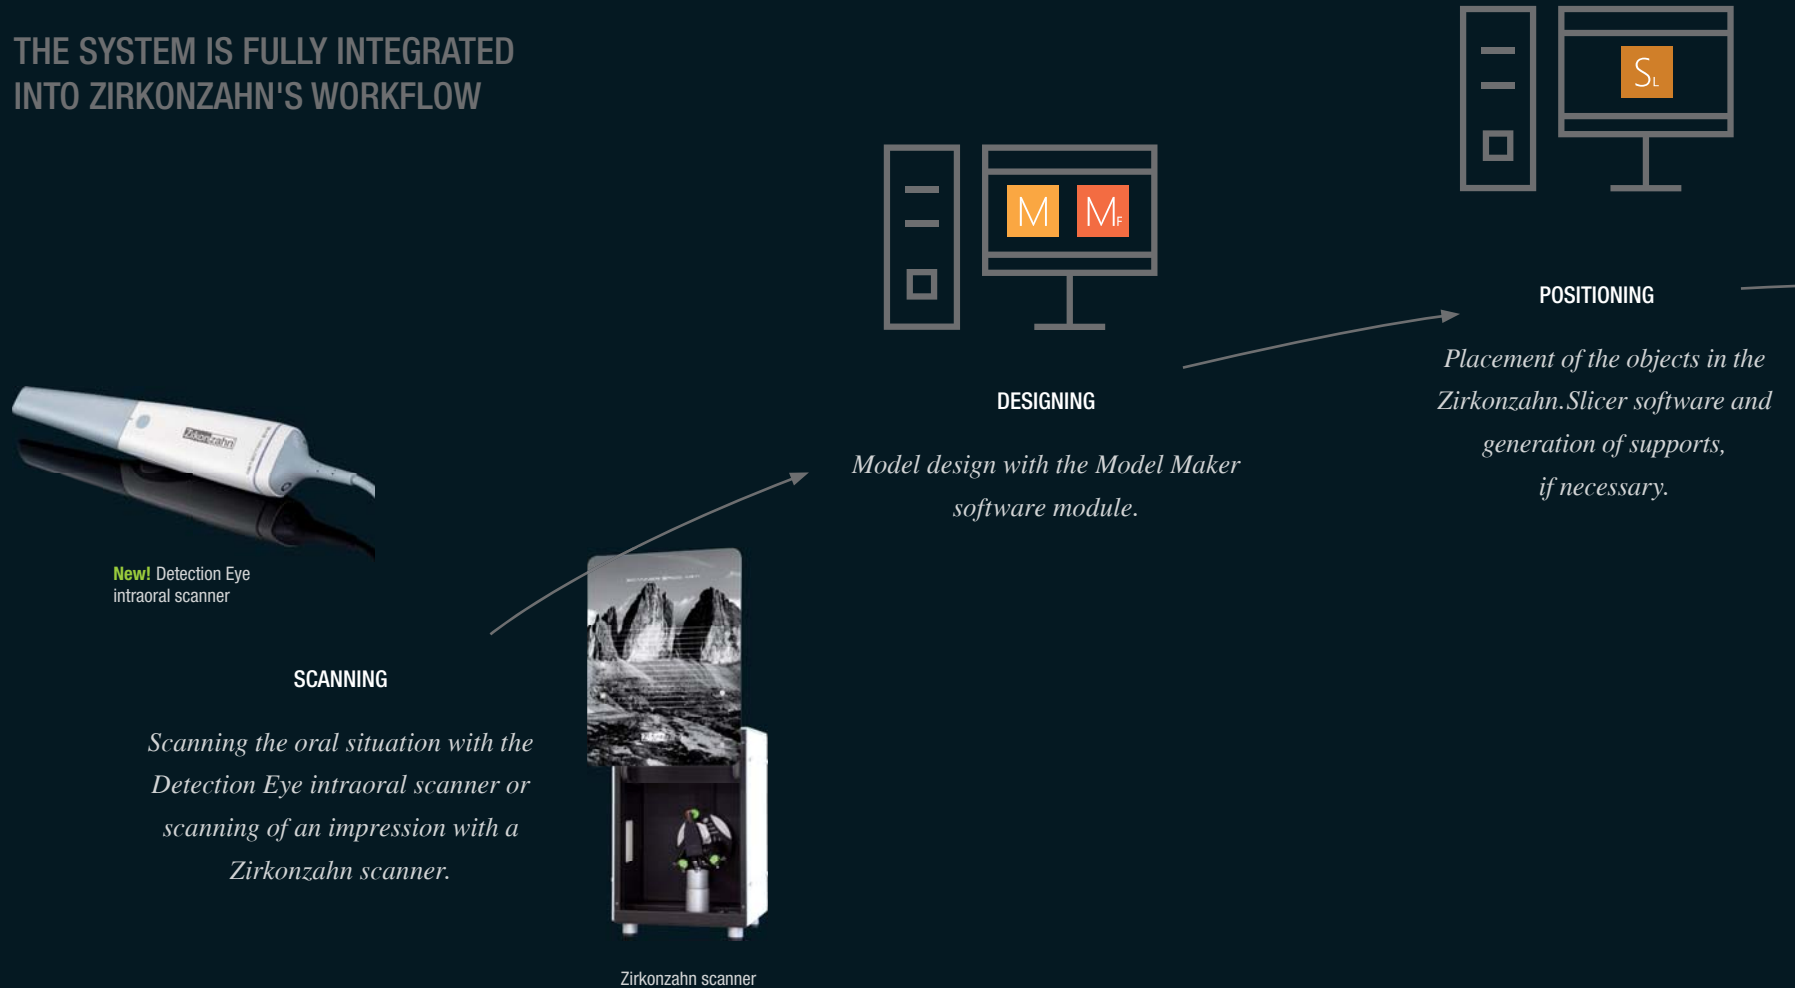 THE SYSTEM IS FULLY INTEGRATED
INTO ZIRKONZAHN'S WORKFLOW
S L
M
M F
POSITIONING
Placement of the objects in the
Zirkonzahn.Slicer software and
generation of supports,
if necessary.
DESIGNING
Model design with the Model Maker
software module.
Zirkonzahn
New! Detection Eye
intraoral scanner
SCANNING
Scanning the oral situation with the
Detection Eye intraoral scanner or
scanning of an impression with a
Zirkonzahn scanner.
Zirkonzahn scanner